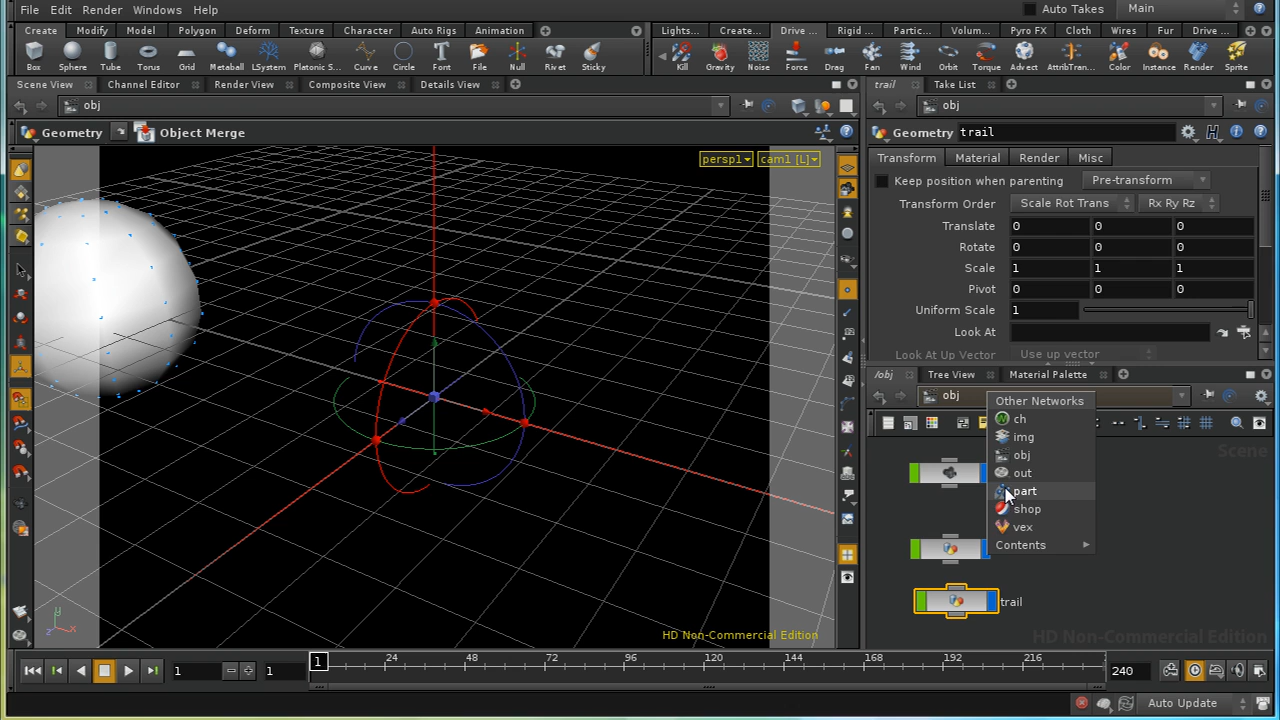 File Edit Render Windows Help
Auto Takes Main
Create Modify Model Polygon Deform Texture Character Auto Rigs Animation
Lights... Create... Drive ... Rigid ... Partic... Volum... Pyro FX Cloth Wires Fur Drive ...
Box Sphere Tube Torus Grid Metaball LSystem Platonic S... Curve Circle Font File Null Rivet Sticky
Kill Gravity Noise Force Drag Fan Wind Orbit Torque Advect AttribTran... Color Instance Render Sprite
Scene View Channel Editor Render View Composite View Details View
trail Take List
obj
obj
Geometry Object Merge
Geometry trail
persp1 cam1 [L]
Transform Material Render Misc
Keep position when parenting Pre-transform
Transform Order Scale Rot Trans Rx Ry Rz
Translate 0 0 0
Rotate 0 0 0
Scale 1 1 1
Pivot 0 0 0
Uniform Scale 1
Look At
Look At Up Vector Use up vector
/obj Tree View Material Palette
obj
Other Networks
ch
img
obj
out
part
shop
vex
Contents
Scene
trail
y
z x
HD Non-Commercial Edition
HD Non-Commercial Edition
1 1 1 24 48 72 96 120 144 168 192 216 240
Auto Update